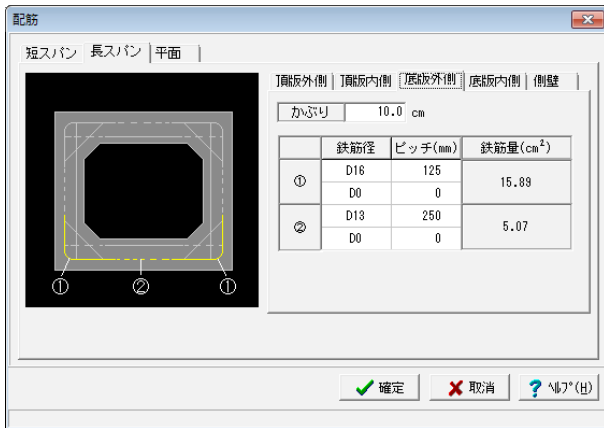 配筋
短スパン 長スパン 平面
頂版外側 頂版内側 底版外側 底版内側 側壁
かぶり 10.0 cm
鉄筋径 ピッチ(mm) 鉄筋量(cm²)
① D16 125 15.89
D0 0
② D13 250 5.07
D0 0
① ② ①
確定 取消 ヘルプ(H)